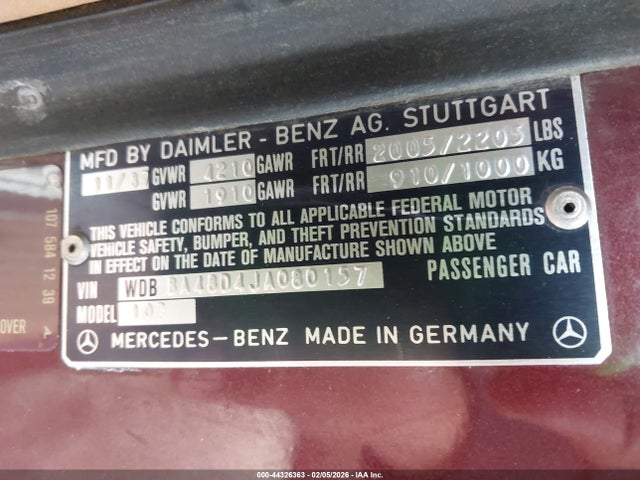 MFD BY DAIMLER - BENZ AG. STUTTGART
11/87 GVWR 4210 GAWR FRT/RR 2005/2205 LBS
GVWR 1910 GAWR FRT/RR 910/1000 KG
THIS VEHICLE CONFORMS TO ALL APPLICABLE FEDERAL MOTOR
VEHICLE SAFETY, BUMPER, AND THEFT PREVENTION STANDARDS
IN EFFECT ON THE DATE OF MANUFACTURE SHOWN ABOVE
VIN WDB BA48D4JA080157 PASSENGER CAR
MODEL 107
MERCEDES-BENZ MADE IN GERMANY
107 584 12 39
OVER
000-44326363 - 02/05/2026 - IAA Inc.